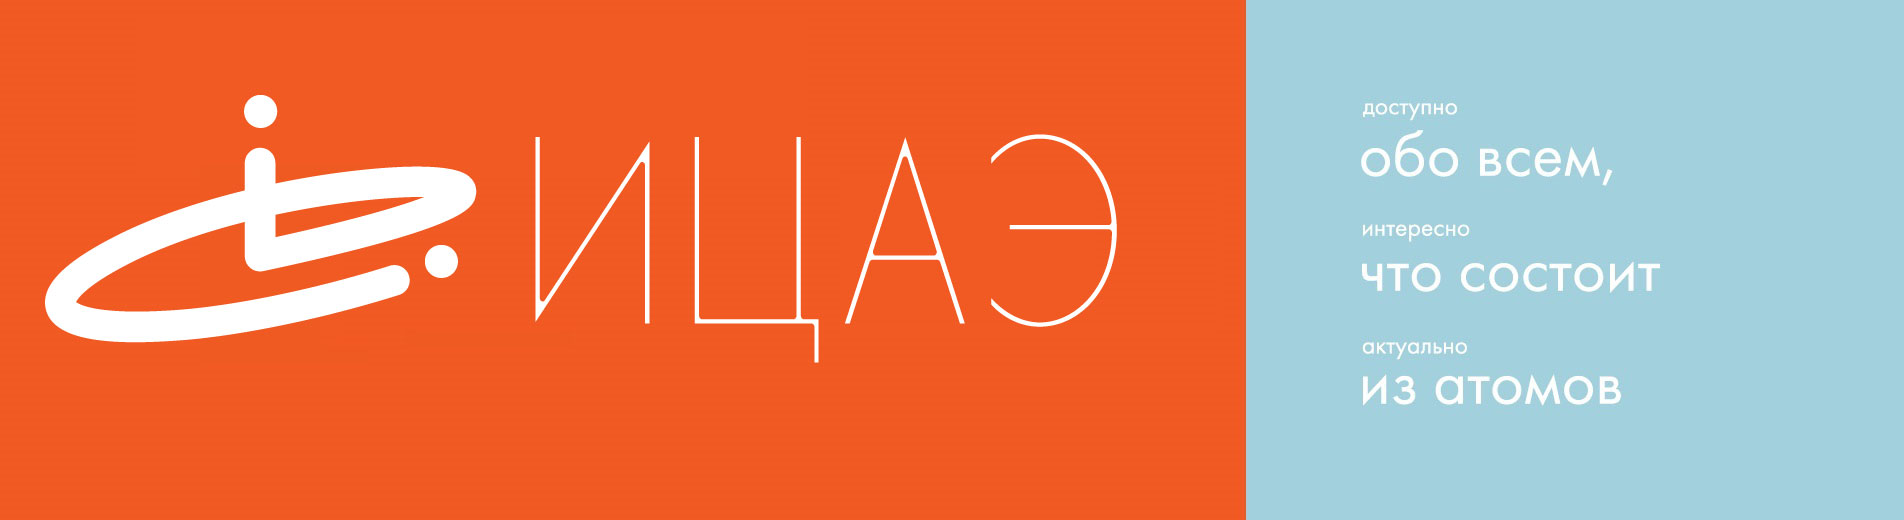 ИЦАЭ
доступно
обо всем,
интересно
что состоит
актуально
из атомов